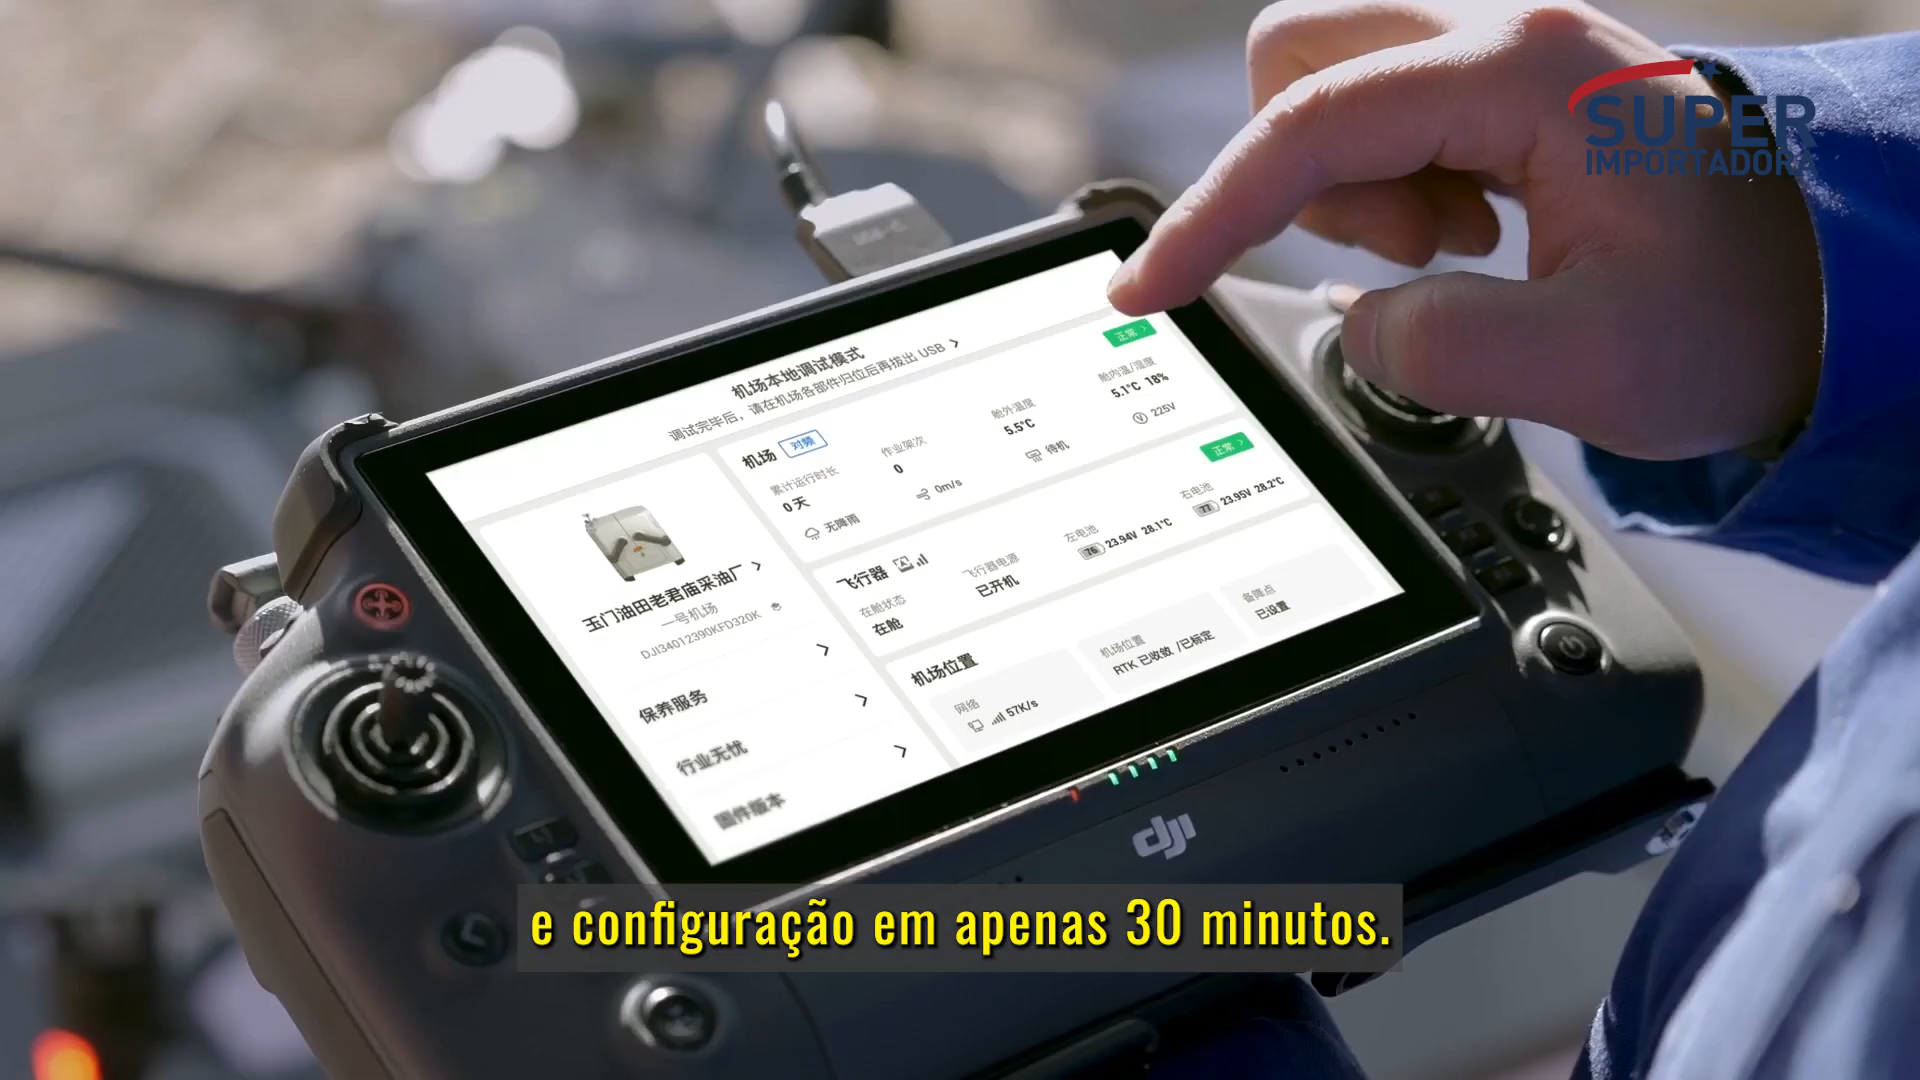 SUPER
IMPORTADORA
机场本地调试模式
调试完毕后，请在机场各部件归位后再拔出 USB >
玉门油田老君庙采油厂 >
一号机场
DJI34012390KFD320K
保养服务 >
行业无忧 >
固件版本 >
机场 对频
正常 >
累计运行时长
0 天
作业架次
0
舱外温度
5.5°C
舱内温/湿度
5.1°C 18%
无降雨
0m/s
待机
225V
飞行器
正常 >
在舱状态
在舱
飞行器电源
已开机
左电池
76 23.94V 28.1°C
右电池
77 23.95V 28.2°C
机场位置
网络
57K/s
机场位置
RTK 已收敛 /已标定
备降点
已设置
dji
e configuração em apenas 30 minutos.